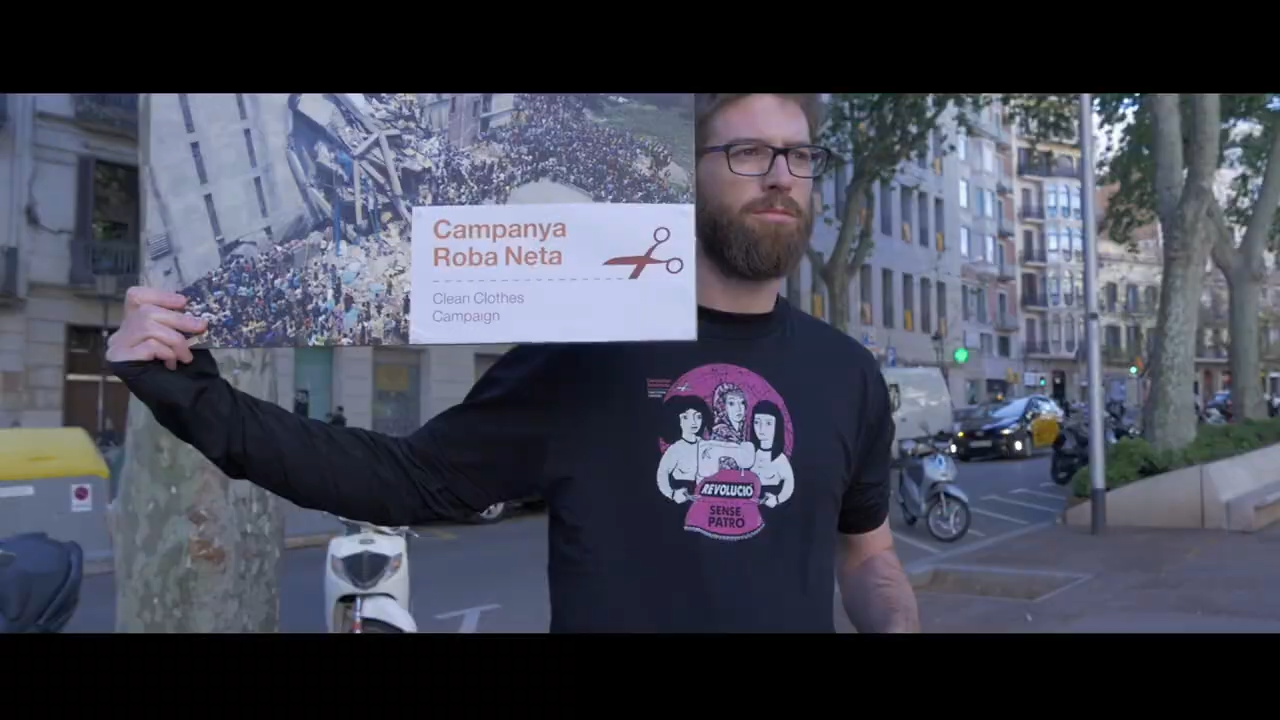 Campanya
Roba Neta
Clean Clothes
Campaign
REVOLUCIÓ
SENSE
PATRÓ